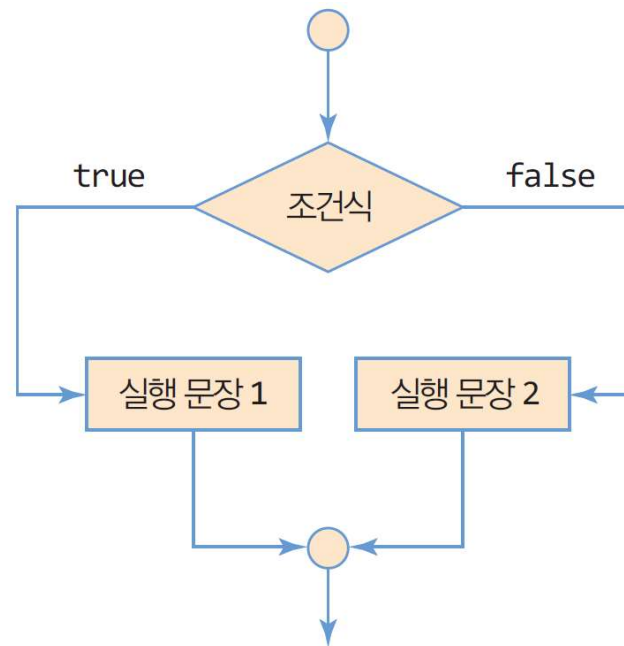 조건식
true
false
실행 문장 1
실행 문장 2